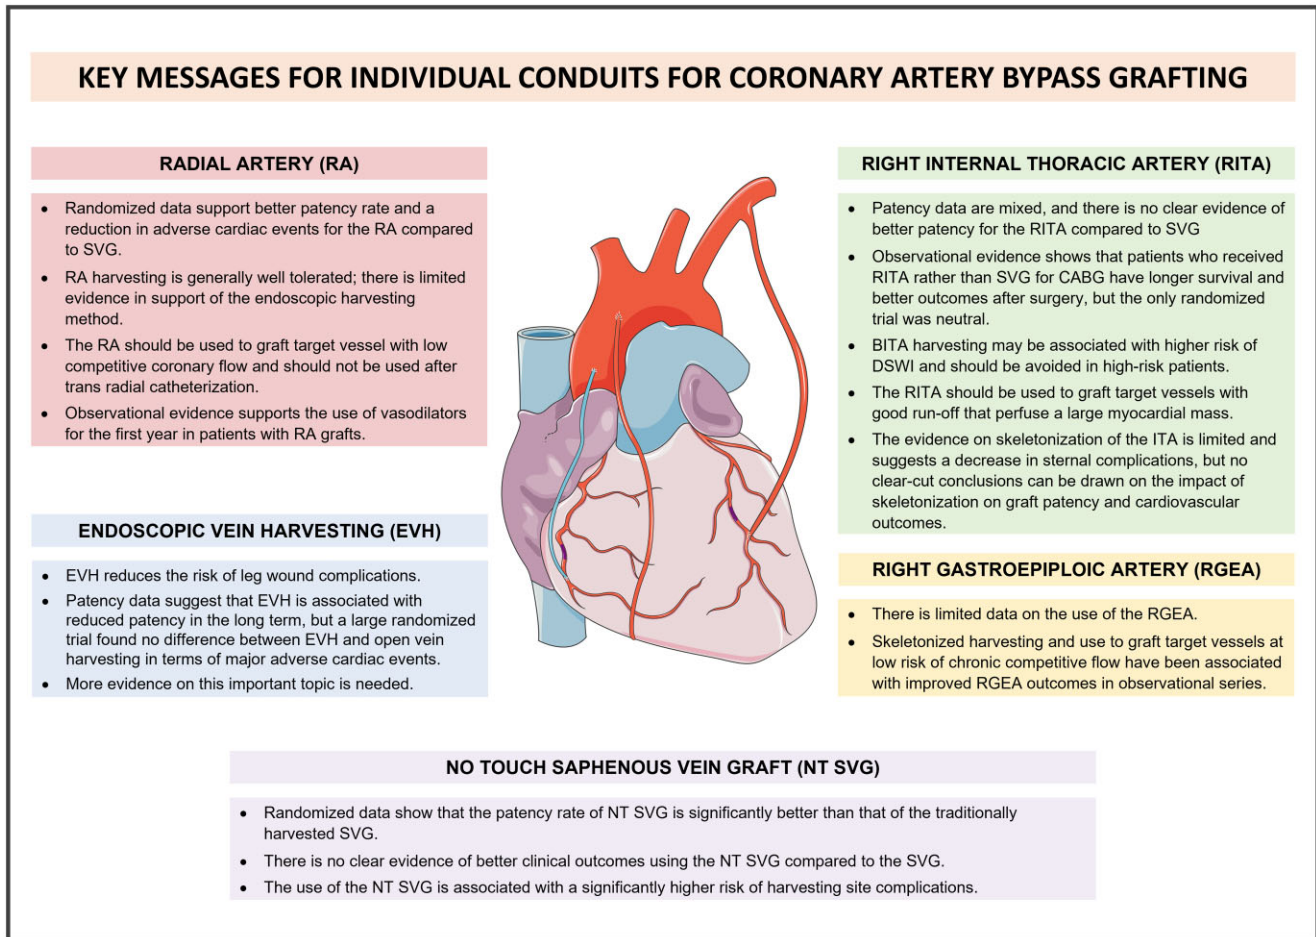 KEY MESSAGES FOR INDIVIDUAL CONDUITS FOR CORONARY ARTERY BYPASS GRAFTING
RADIAL ARTERY (RA)
• Randomized data support better patency rate and a
reduction in adverse cardiac events for the RA compared
to SVG.
• RA harvesting is generally well tolerated; there is limited
evidence in support of the endoscopic harvesting
method.
• The RA should be used to graft target vessel with low
competitive coronary flow and should not be used after
trans radial catheterization.
• Observational evidence supports the use of vasodilators
for the first year in patients with RA grafts.
ENDOSCOPIC VEIN HARVESTING (EVH)
• EVH reduces the risk of leg wound complications.
• Patency data suggest that EVH is associated with
reduced patency in the long term, but a large randomized
trial found no difference between EVH and open vein
harvesting in terms of major adverse cardiac events.
• More evidence on this important topic is needed.
RIGHT INTERNAL THORACIC ARTERY (RITA)
• Patency data are mixed, and there is no clear evidence of
better patency for the RITA compared to SVG
• Observational evidence shows that patients who received
RITA rather than SVG for CABG have longer survival and
better outcomes after surgery, but the only randomized
trial was neutral.
• BITA harvesting may be associated with higher risk of
DSWI and should be avoided in high-risk patients.
• The RITA should be used to graft target vessels with
good run-off that perfuse a large myocardial mass.
• The evidence on skeletonization of the ITA is limited and
suggests a decrease in sternal complications, but no
clear-cut conclusions can be drawn on the impact of
skeletonization on graft patency and cardiovascular
outcomes.
RIGHT GASTROEPIPLOIC ARTERY (RGEA)
• There is limited data on the use of the RGEA.
• Skeletonized harvesting and use to graft target vessels at
low risk of chronic competitive flow have been associated
with improved RGEA outcomes in observational series.
NO TOUCH SAPHENOUS VEIN GRAFT (NT SVG)
• Randomized data show that the patency rate of NT SVG is significantly better than that of the traditionally
harvested SVG.
• There is no clear evidence of better clinical outcomes using the NT SVG compared to the SVG.
• The use of the NT SVG is associated with a significantly higher risk of harvesting site complications.